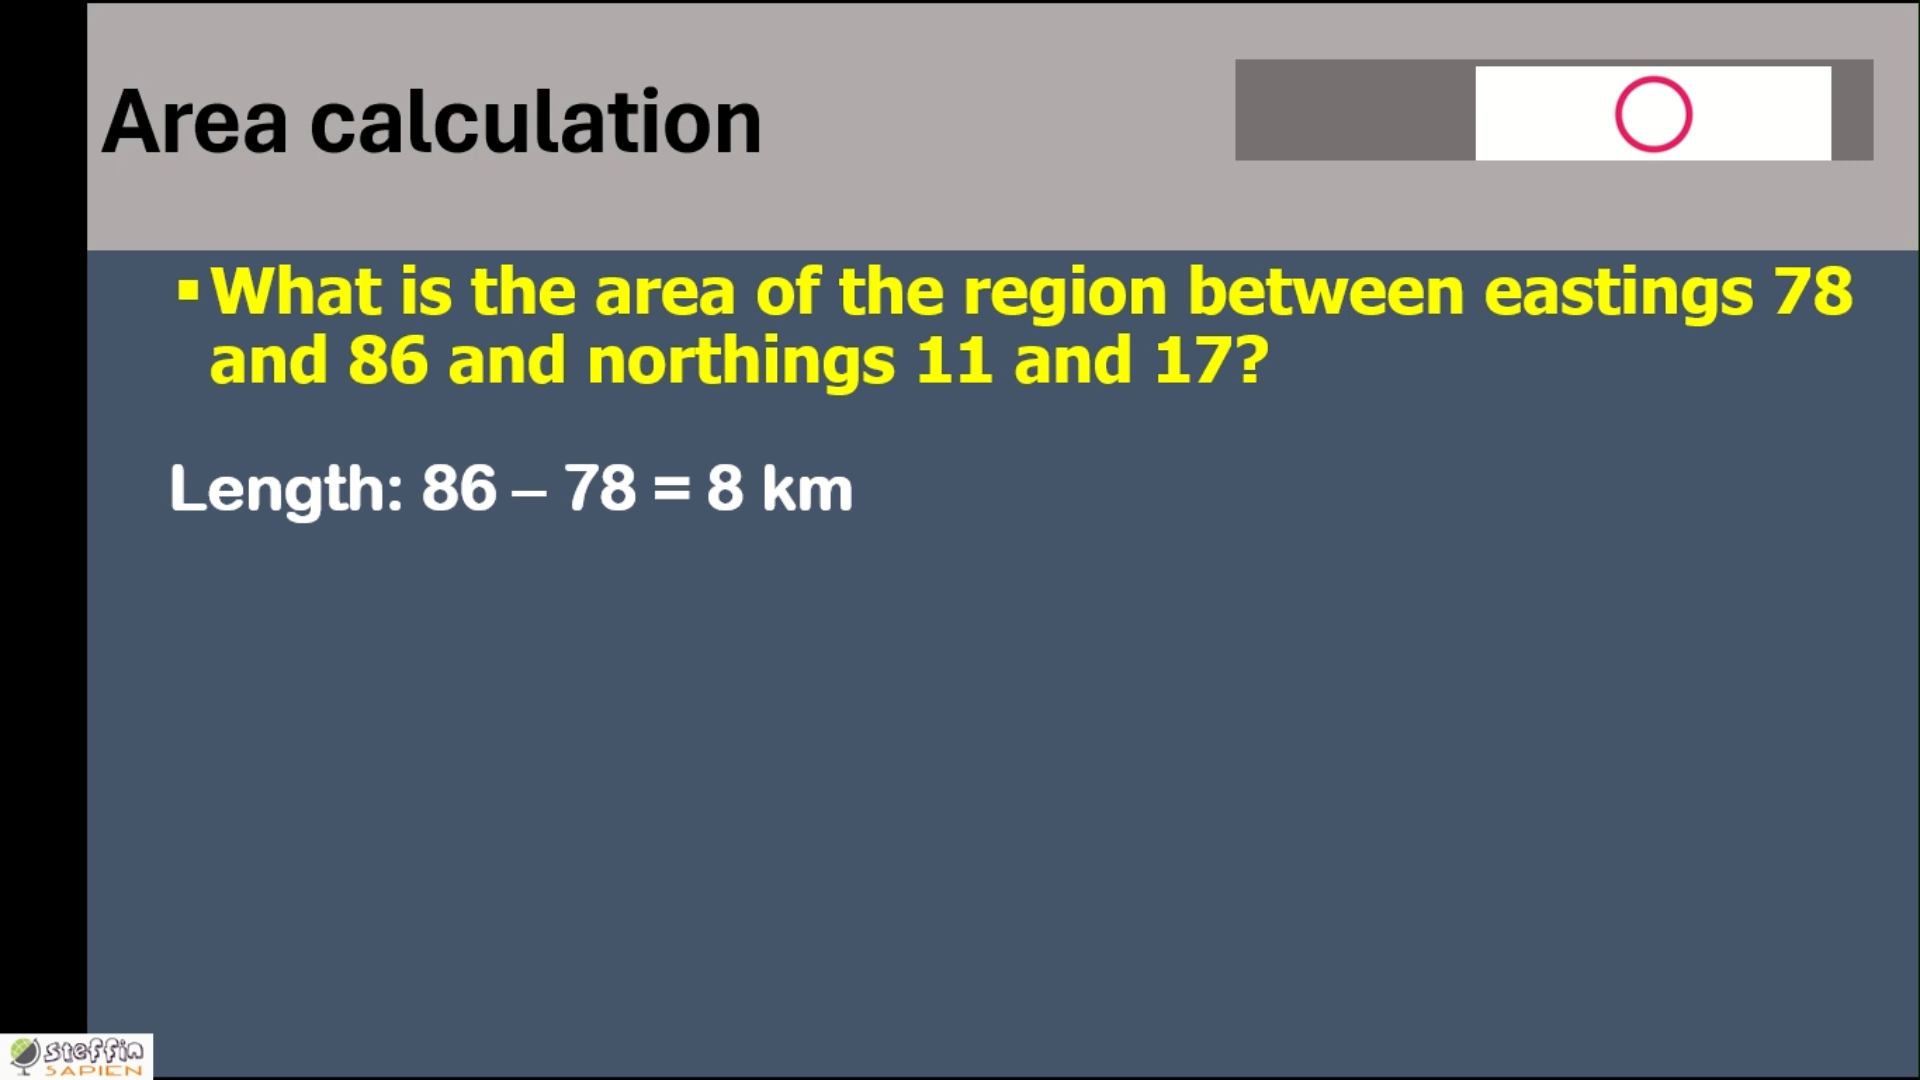 Area calculation
▪What is the area of the region between eastings 78
and 86 and northings 11 and 17?
Length: 86 – 78 = 8 km
steffin
SAPIEN